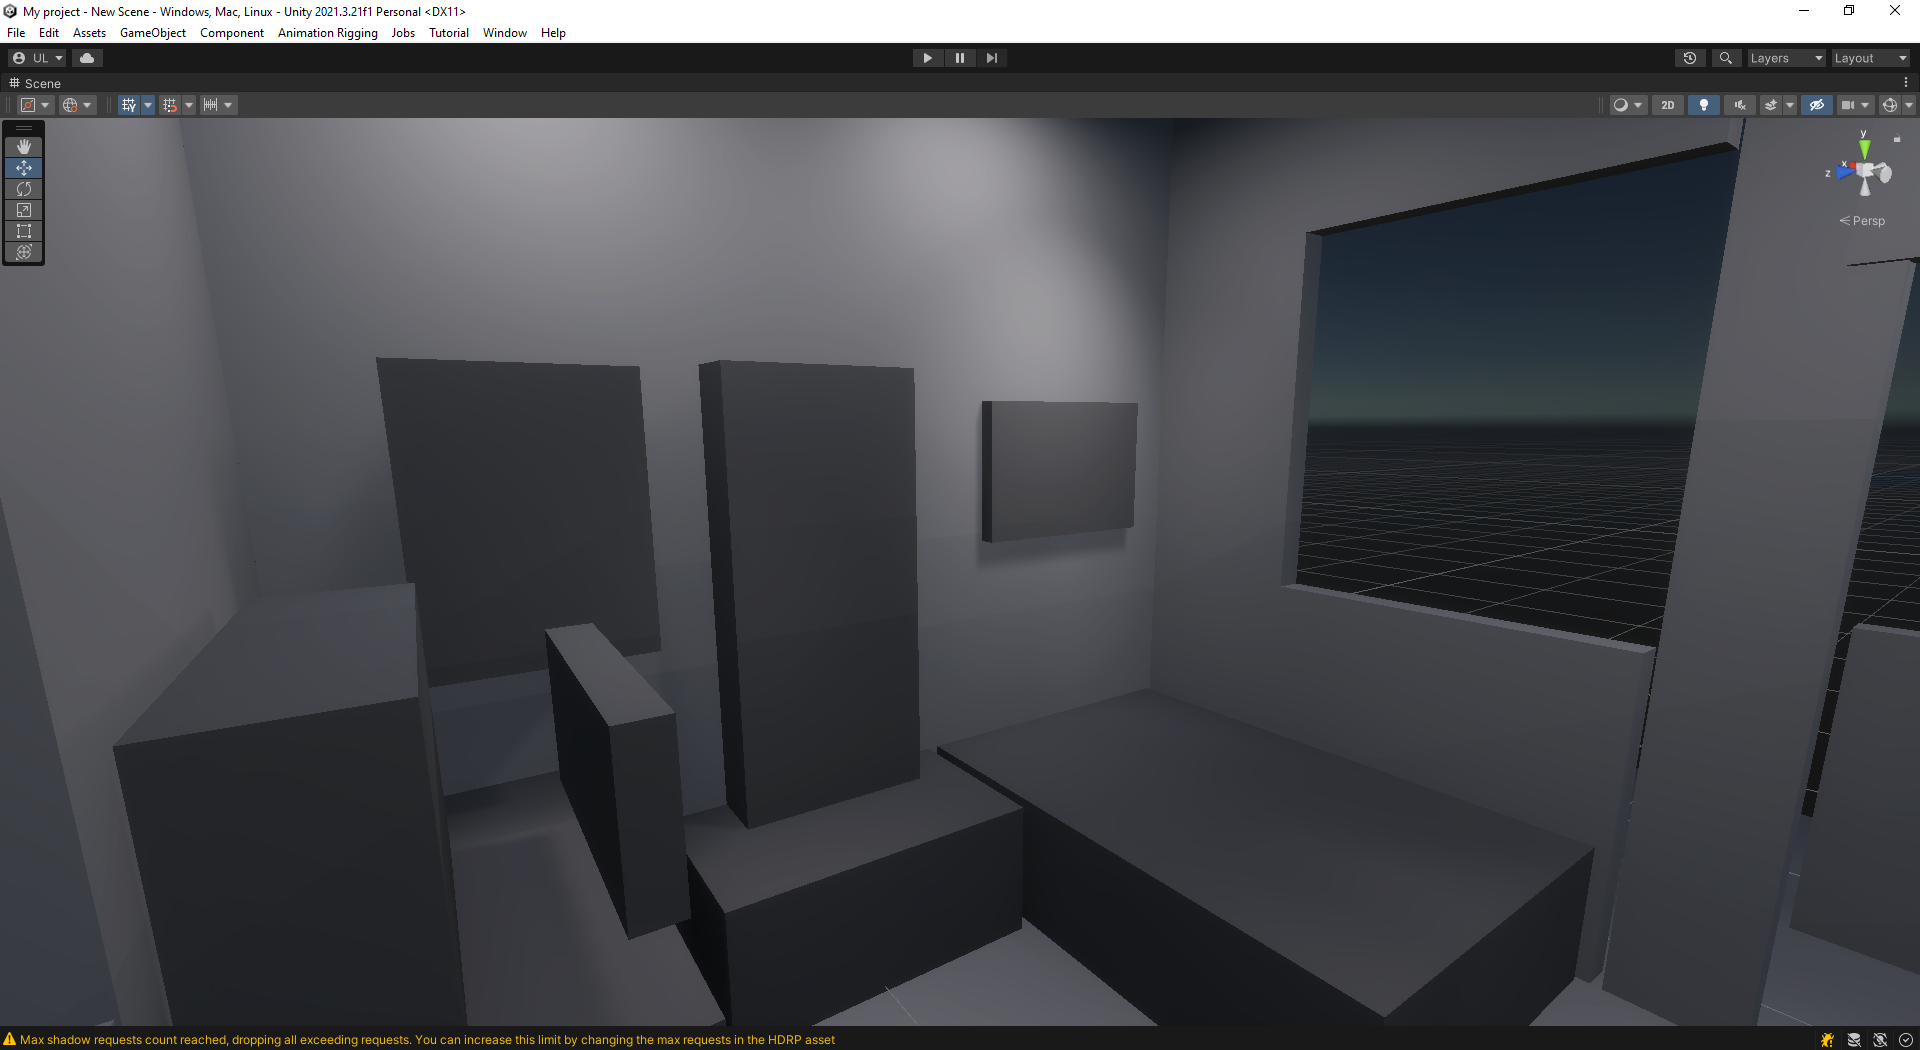 My project - New Scene - Windows, Mac, Linux - Unity 2021.3.21f1 Personal <DX11>
File Edit Assets GameObject Component Animation Rigging Jobs Tutorial Window Help
UL Layers Layout
Scene
2D
y
x
z
Persp
Max shadow requests count reached, dropping all exceeding requests. You can increase this limit by changing the max requests in the HDRP asset